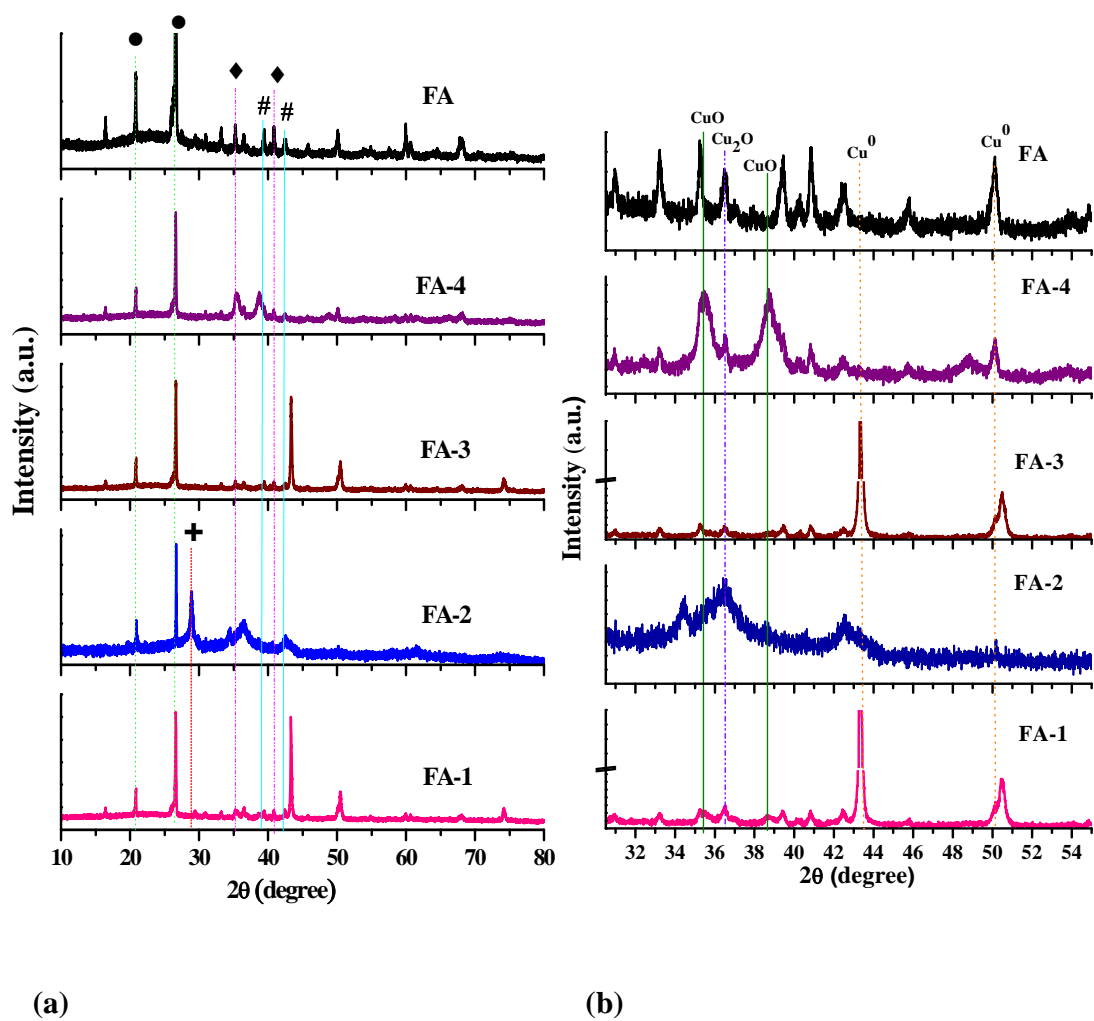 FA
FA-4
FA-3
FA-2
FA-1
# #
+
Intensity (a.u.)
10 20 30 40 50 60 70 80
2θ (degree)
(a)
CuO
Cu2O
CuO
Cu0
Cu0
FA
FA-4
FA-3
FA-2
FA-1
Intensity (a.u.)
32 34 36 38 40 42 44 46 48 50 52 54
2θ (degree)
(b)